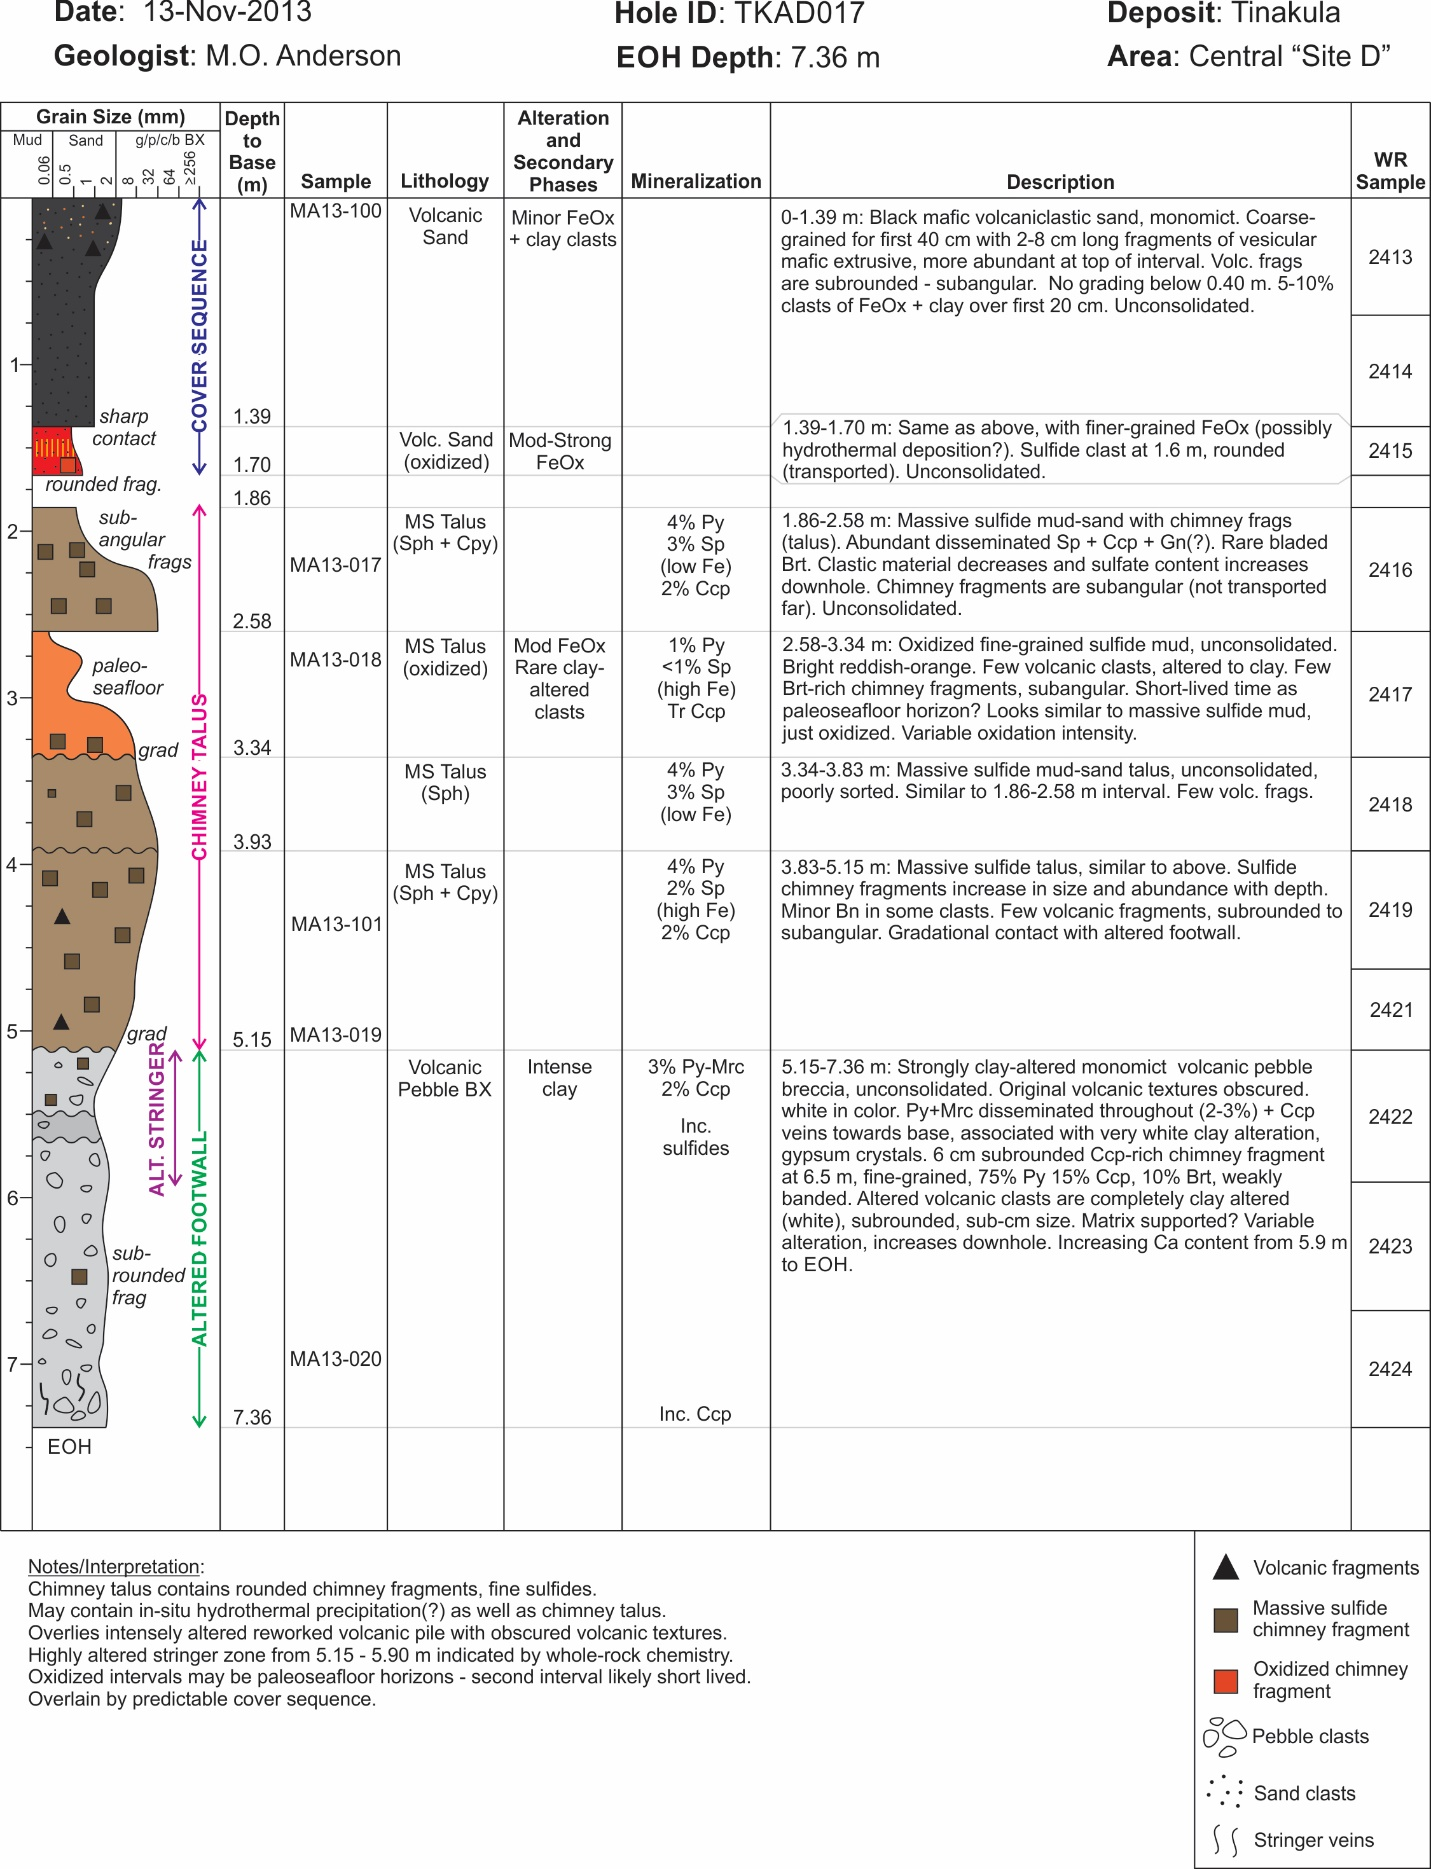 Date: 13-Nov-2013
Hole ID: TKAD017
Deposit: Tinakula
Geologist: M.O. Anderson
EOH Depth: 7.36 m
Area: Central “Site D”
Grain Size (mm)
Mud
Sand
g/p/c/b BX
0.06
0.5
1
2
8
32
64
≥256
Depth
to
Base
(m)
Sample
Lithology
Alteration
and
Secondary
Phases
Mineralization
Description
WR
Sample
1
2
3
4
5
6
7
sharp
contact
rounded frag.
sub-
angular
frags
paleo-
seafloor
grad
grad
sub-
rounded
frag
EOH
COVER SEQUENCE
CHIMNEY TALUS
ALT. STRINGER
ALTERED FOOTWALL
1.39
1.70
1.86
2.58
3.34
3.93
5.15
7.36
MA13-100
MA13-017
MA13-018
MA13-101
MA13-019
MA13-020
Volcanic
Sand
Minor FeOx
+ clay clasts
0-1.39 m: Black mafic volcaniclastic sand, monomict. Coarse-
grained for first 40 cm with 2-8 cm long fragments of vesicular
mafic extrusive, more abundant at top of interval. Volc. frags
are subrounded - subangular.  No grading below 0.40 m. 5-10%
clasts of FeOx + clay over first 20 cm. Unconsolidated.
2413
2414
Volc. Sand
(oxidized)
Mod-Strong
FeOx
1.39-1.70 m: Same as above, with finer-grained FeOx (possibly
hydrothermal deposition?). Sulfide clast at 1.6 m, rounded
(transported). Unconsolidated.
2415
MS Talus
(Sph + Cpy)
4% Py
3% Sp
(low Fe)
2% Ccp
1.86-2.58 m: Massive sulfide mud-sand with chimney frags
(talus). Abundant disseminated Sp + Ccp + Gn(?). Rare bladed
Brt. Clastic material decreases and sulfate content increases
downhole. Chimney fragments are subangular (not transported
far). Unconsolidated.
2416
MS Talus
(oxidized)
Mod FeOx
Rare clay-
altered
clasts
1% Py
<1% Sp
(high Fe)
Tr Ccp
2.58-3.34 m: Oxidized fine-grained sulfide mud, unconsolidated.
Bright reddish-orange. Few volcanic clasts, altered to clay. Few
Brt-rich chimney fragments, subangular. Short-lived time as
paleoseafloor horizon? Looks similar to massive sulfide mud,
just oxidized. Variable oxidation intensity.
2417
MS Talus
(Sph)
4% Py
3% Sp
(low Fe)
3.34-3.83 m: Massive sulfide mud-sand talus, unconsolidated,
poorly sorted. Similar to 1.86-2.58 m interval. Few volc. frags.
2418
MS Talus
(Sph + Cpy)
4% Py
2% Sp
(high Fe)
2% Ccp
3.83-5.15 m: Massive sulfide talus, similar to above. Sulfide
chimney fragments increase in size and abundance with depth.
Minor Bn in some clasts. Few volcanic fragments, subrounded to
subangular. Gradational contact with altered footwall.
2419
2421
Volcanic
Pebble BX
Intense
clay
3% Py-Mrc
2% Ccp
Inc.
sulfides
Inc. Ccp
5.15-7.36 m: Strongly clay-altered monomict  volcanic pebble
breccia, unconsolidated. Original volcanic textures obscured.
white in color. Py+Mrc disseminated throughout (2-3%) + Ccp
veins towards base, associated with very white clay alteration,
gypsum crystals. 6 cm subrounded Ccp-rich chimney fragment
at 6.5 m, fine-grained, 75% Py 15% Ccp, 10% Brt, weakly
banded. Altered volcanic clasts are completely clay altered
(white), subrounded, sub-cm size. Matrix supported? Variable
alteration, increases downhole. Increasing Ca content from 5.9 m
to EOH.
2422
2423
2424
Notes/Interpretation:
Chimney talus contains rounded chimney fragments, fine sulfides.
May contain in-situ hydrothermal precipitation(?) as well as chimney talus.
Overlies intensely altered reworked volcanic pile with obscured volcanic textures.
Highly altered stringer zone from 5.15 - 5.90 m indicated by whole-rock chemistry.
Oxidized intervals may be paleoseafloor horizons - second interval likely short lived.
Overlain by predictable cover sequence.
Volcanic fragments
Massive sulfide
chimney fragment
Oxidized chimney
fragment
Pebble clasts
Sand clasts
Stringer veins